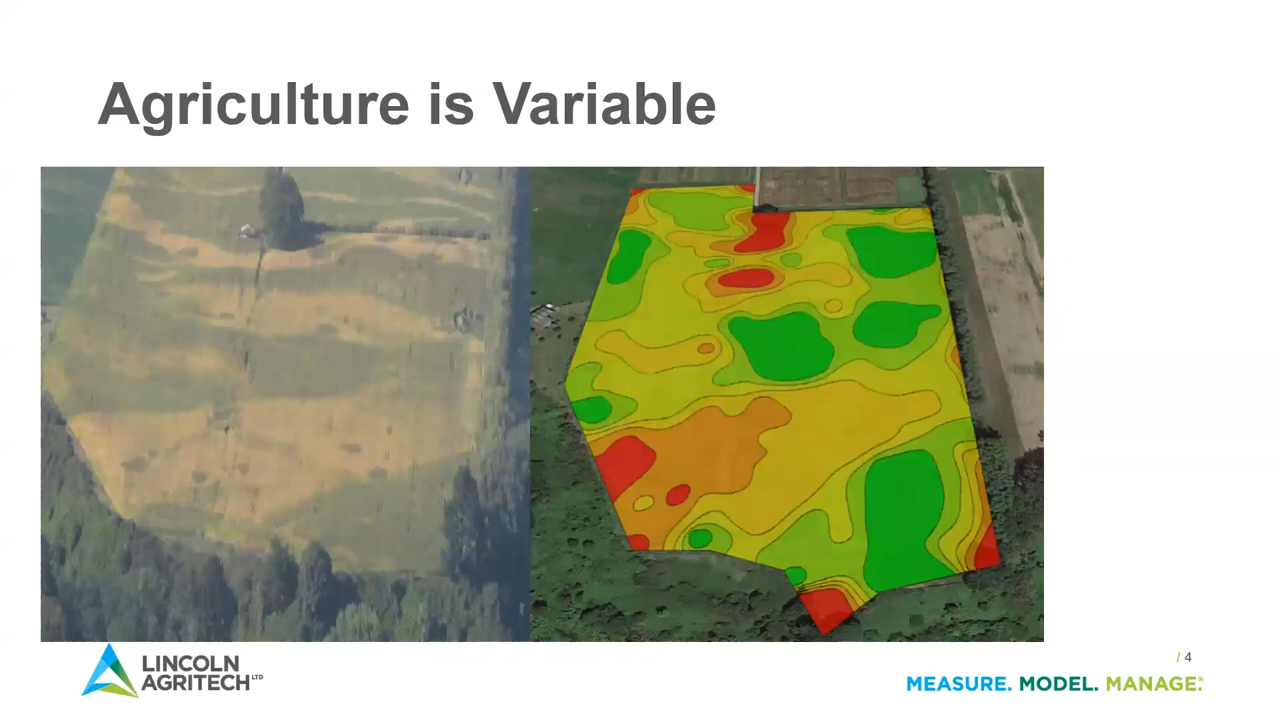 Agriculture is Variable
LINCOLN
AGRITECH LTD
/ 4
MEASURE. MODEL. MANAGE.®